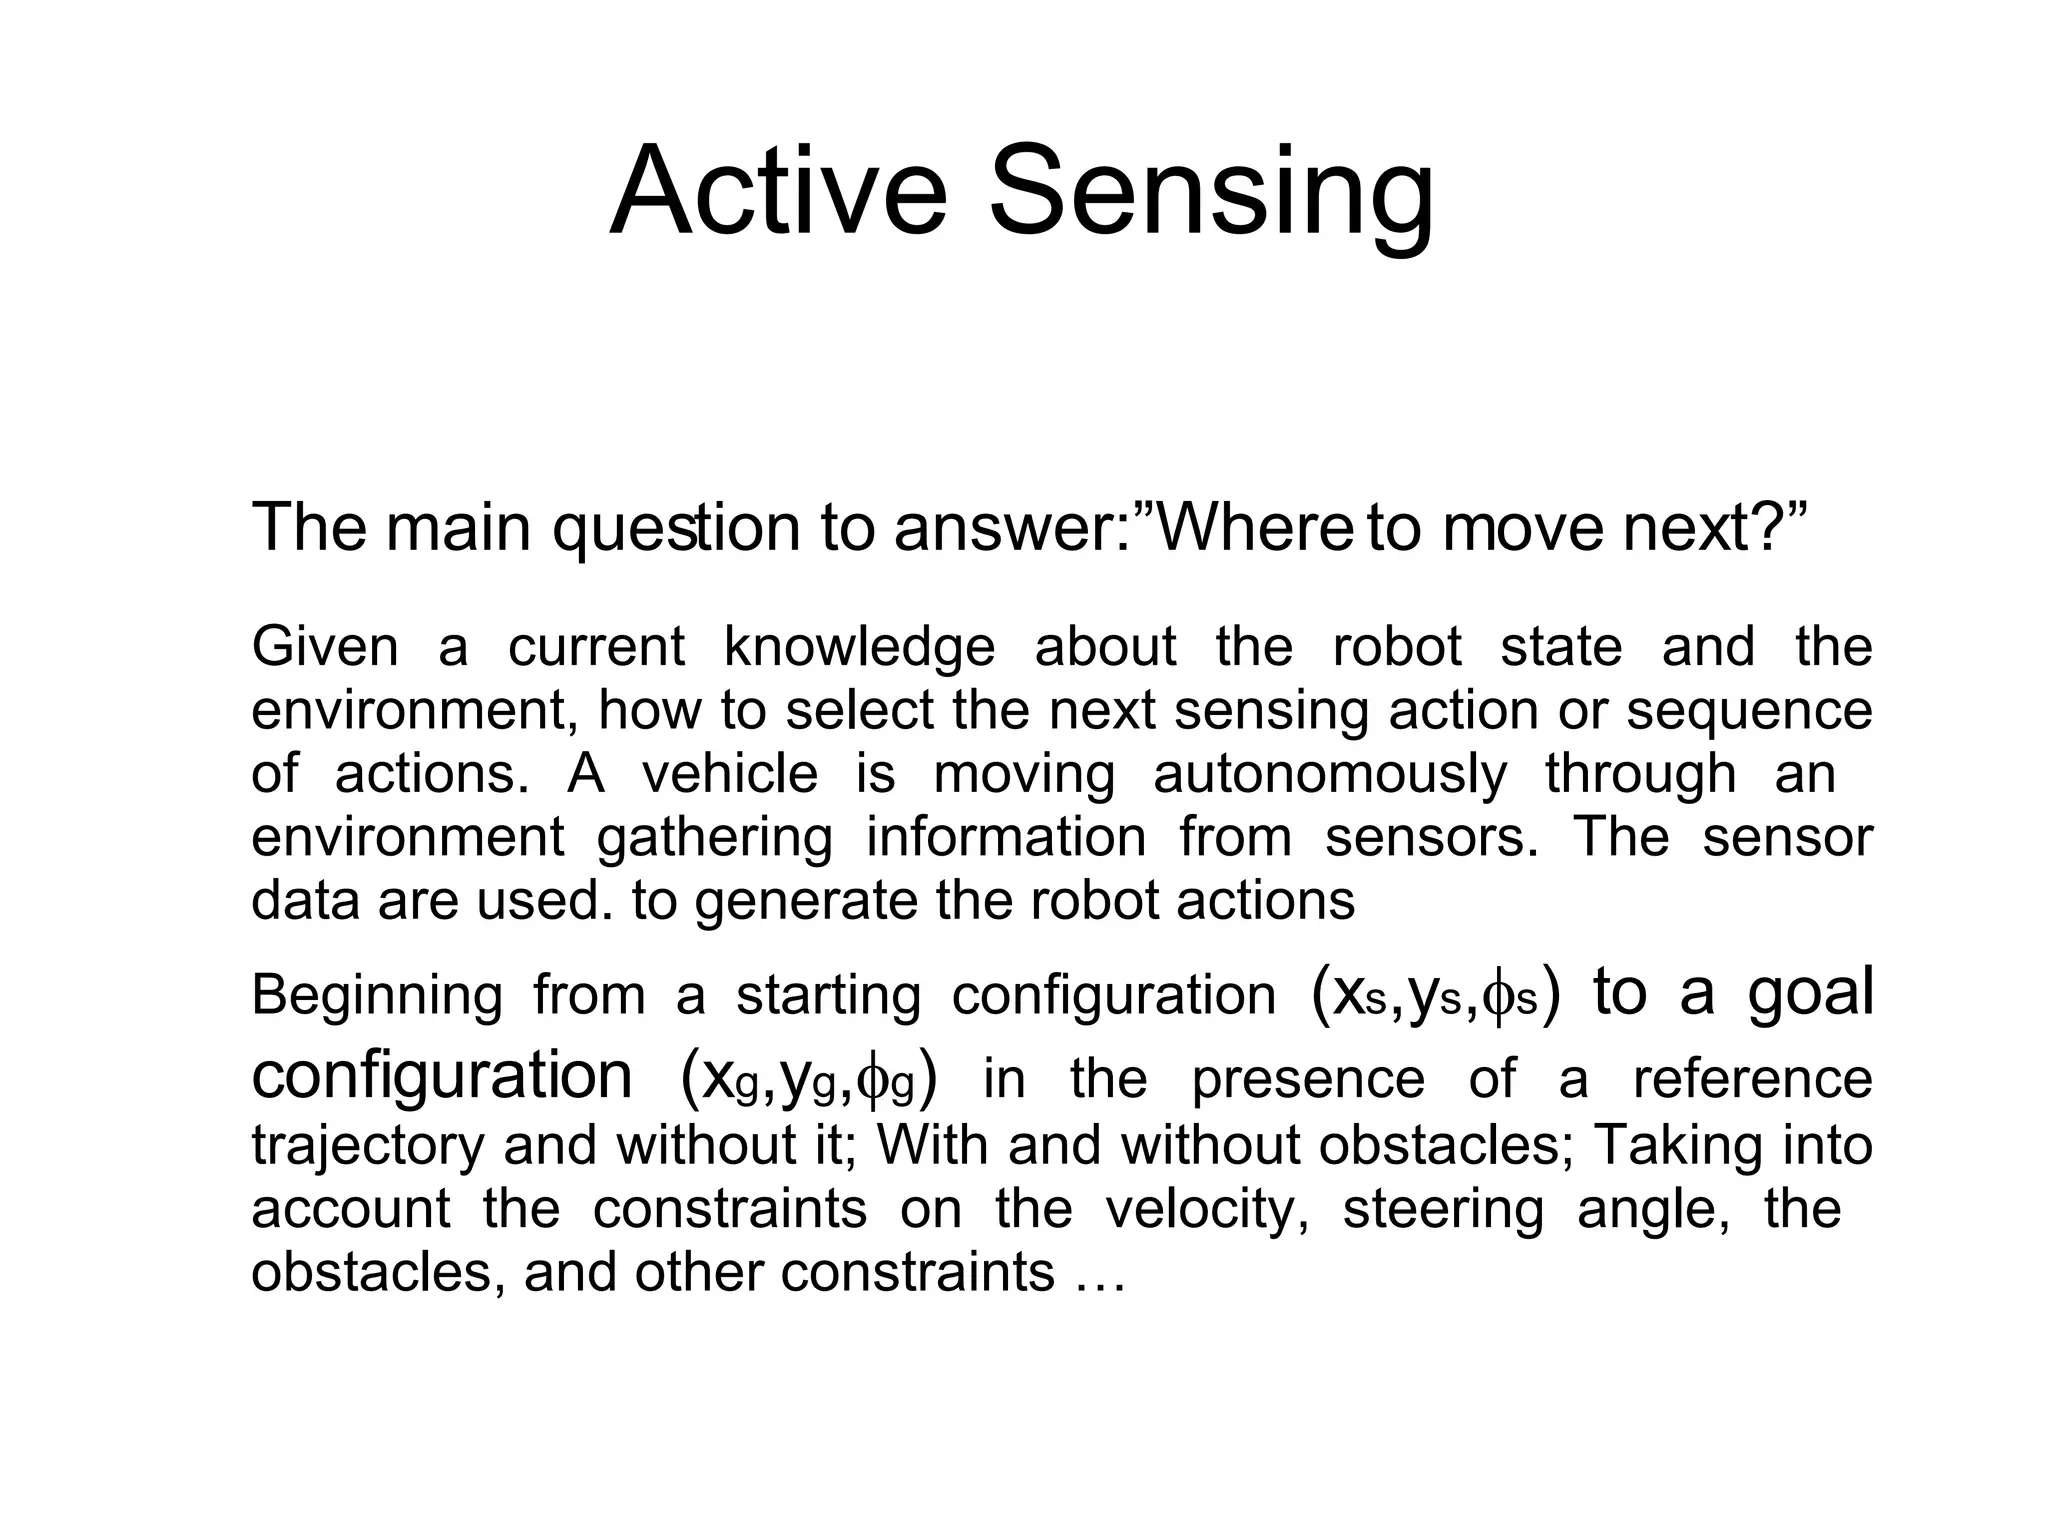 Active Sensing
The main question to answer:”Where to move next?”
Given a current knowledge about the robot state and the
environment, how to select the next sensing action or sequence
of actions. A vehicle is moving autonomously through an
environment gathering information from sensors. The sensor
data are used. to generate the robot actions
Beginning from a starting configuration (xs,ys,ϕs) to a goal
configuration (xg,yg,ϕg) in the presence of a reference
trajectory and without it; With and without obstacles; Taking into
account the constraints on the velocity, steering angle, the
obstacles, and other constraints …